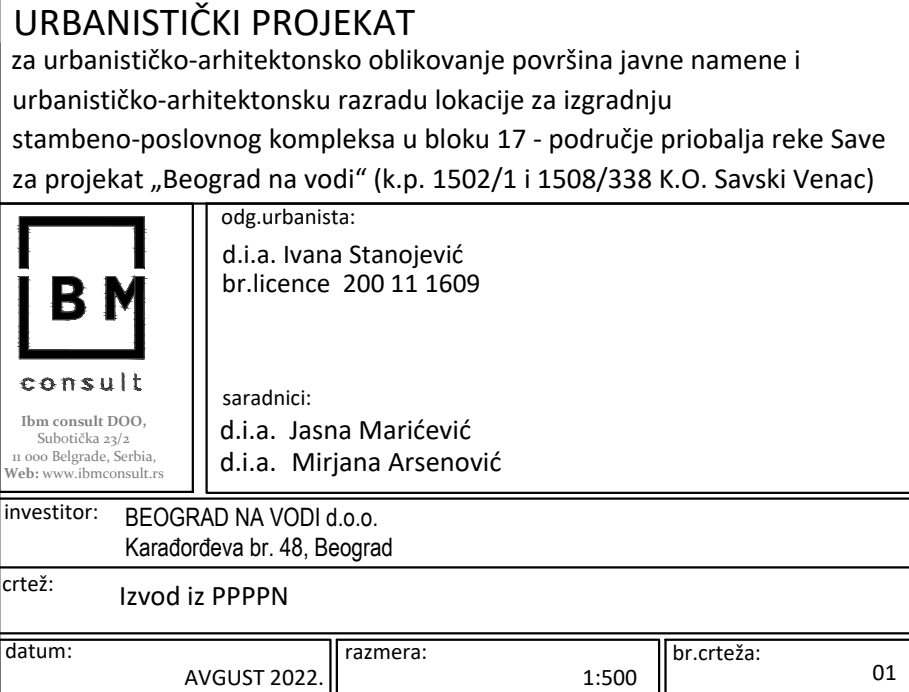 URBANISTIČKI PROJEKAT
za urbanističko-arhitektonsko oblikovanje površina javne namene i
urbanističko-arhitektonsku razradu lokacije za izgradnju
stambeno-poslovnog kompleksa u bloku 17 - područje priobalja reke Save
za projekat „Beograd na vodi“ (k.p. 1502/1 i 1508/338 K.O. Savski Venac)
IBM
consult
Ibm consult DOO,
Subotička 23/2
11 000 Belgrade, Serbia,
Web: www.ibmconsult.rs
odg.urbanista:
d.i.a. Ivana Stanojević
br.licence 200 11 1609
saradnici:
d.i.a. Jasna Marićević
d.i.a. Mirjana Arsenović
investitor:
BEOGRAD NA VODI d.o.o.
Karađorđeva br. 48, Beograd
crtež:
Izvod iz PPPPN
datum:
AVGUST 2022.
razmera:
1:500
br.crteža:
01